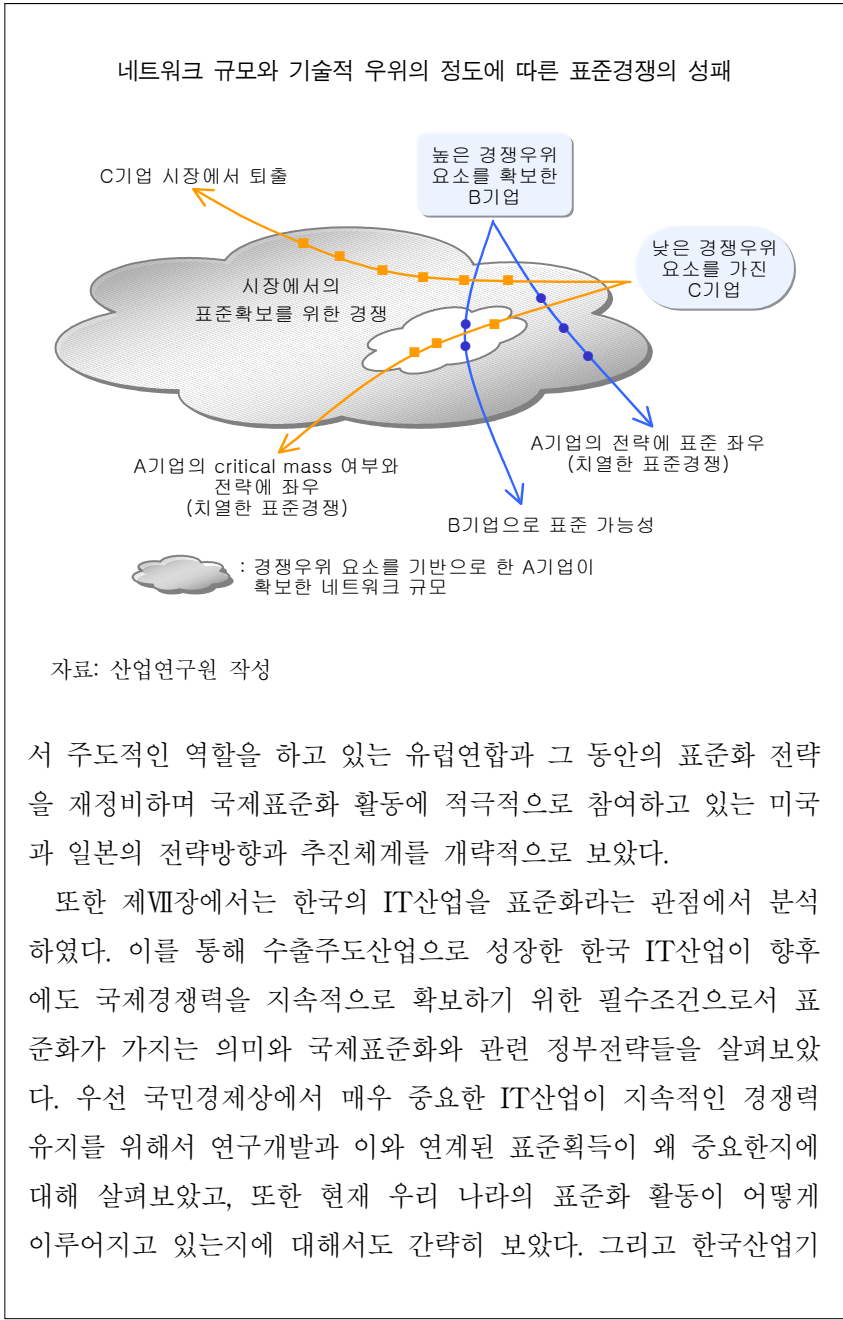 네트워크 규모와 기술적 우위의 정도에 따른 표준경쟁의 성패
높은 경쟁우위
요소를 확보한
B기업
C기업 시장에서 퇴출
낮은 경쟁우위
요소를 가진
C기업
시장에서의
표준확보를 위한 경쟁
A기업의 전략에 표준 좌우
(치열한 표준경쟁)
A기업의 critical mass 여부와
전략에 좌우
(치열한 표준경쟁)
B기업으로 표준 가능성
: 경쟁우위 요소를 기반으로 한 A기업이
확보한 네트워크 규모
자료: 산업연구원 작성
서 주도적인 역할을 하고 있는 유럽연합과 그 동안의 표준화 전략
을 재정비하며 국제표준화 활동에 적극적으로 참여하고 있는 미국
과 일본의 전략방향과 추진체계를 개략적으로 보았다.
또한 제Ⅶ장에서는 한국의 IT산업을 표준화라는 관점에서 분석
하였다. 이를 통해 수출주도산업으로 성장한 한국 IT산업이 향후
에도 국제경쟁력을 지속적으로 확보하기 위한 필수조건으로서 표
준화가 가지는 의미와 국제표준화와 관련 정부전략들을 살펴보았
다. 우선 국민경제상에서 매우 중요한 IT산업이 지속적인 경쟁력
유지를 위해서 연구개발과 이와 연계된 표준획득이 왜 중요한지에
대해 살펴보았고, 또한 현재 우리 나라의 표준화 활동이 어떻게
이루어지고 있는지에 대해서도 간략히 보았다. 그리고 한국산업기